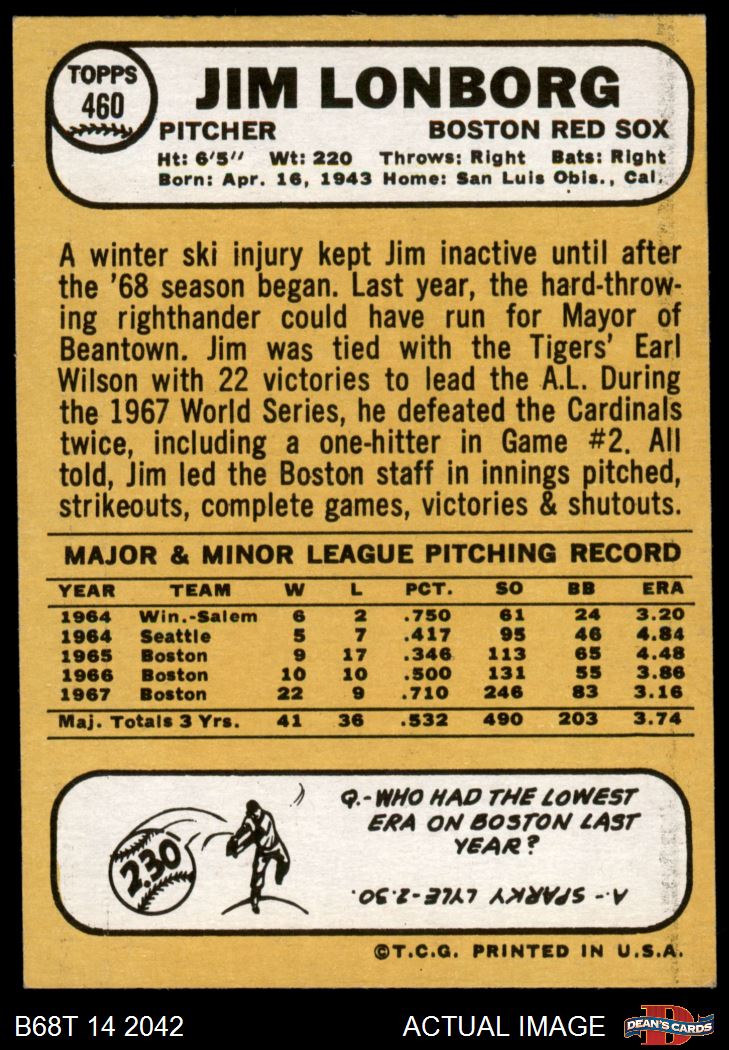 TOPPS
460
JIM LONBORG
PITCHER BOSTON RED SOX
Ht: 6'5" Wt: 220 Throws: Right Bats: Right
Born: Apr. 16, 1943 Home: San Luis Obis., Cal.
A winter ski injury kept Jim inactive until after
the '68 season began. Last year, the hard-throw-
ing righthander could have run for Mayor of
Beantown. Jim was tied with the Tigers' Earl
Wilson with 22 victories to lead the A.L. During
the 1967 World Series, he defeated the Cardinals
twice, including a one-hitter in Game #2. All
told, Jim led the Boston staff in innings pitched,
strikeouts, complete games, victories & shutouts.
MAJOR & MINOR LEAGUE PITCHING RECORD
YEAR TEAM W L PCT. SO BB ERA
1964 Win.-Salem 6 2 .750 61 24 3.20
1964 Seattle 5 7 .417 95 46 4.84
1965 Boston 9 17 .346 113 65 4.48
1966 Boston 10 10 .500 131 55 3.86
1967 Boston 22 9 .710 246 83 3.16
Maj. Totals 3 Yrs. 41 36 .532 490 203 3.74
2.30
Q.-WHO HAD THE LOWEST
ERA ON BOSTON LAST
YEAR?
A.-SPARKY LYLE-2.30.
©T.C.G. PRINTED IN U.S.A.
B68T 14 2042 ACTUAL IMAGE
D
DEAN'S CARDS